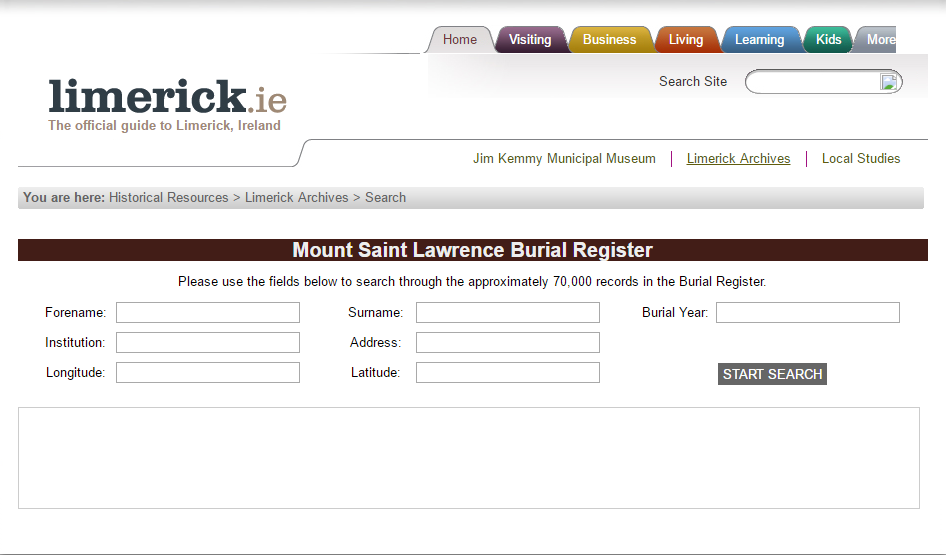 Home Visiting Business Living Learning Kids More
Search Site
limerick.ie
The official guide to Limerick, Ireland
Jim Kemmy Municipal Museum Limerick Archives Local Studies
You are here: Historical Resources > Limerick Archives > Search
Mount Saint Lawrence Burial Register
Please use the fields below to search through the approximately 70,000 records in the Burial Register.
Forename: Surname: Burial Year:
Institution: Address:
Longitude: Latitude:
START SEARCH